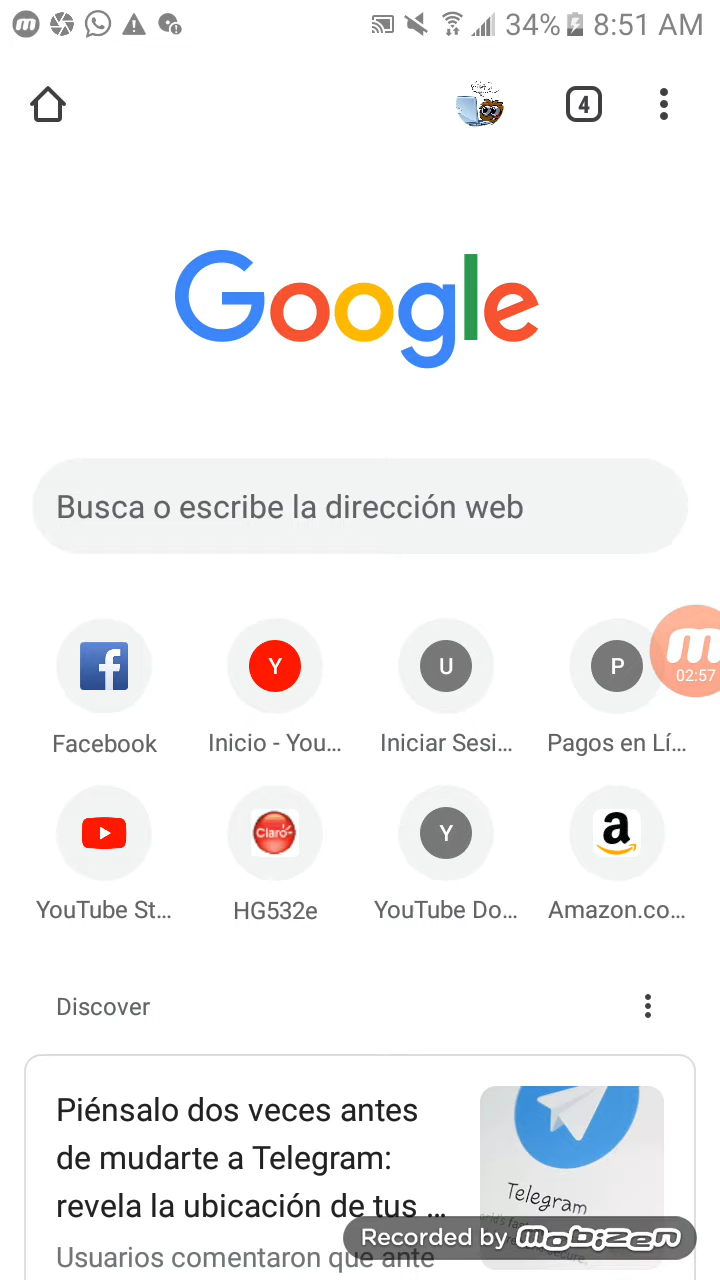 34% 8:51 AM
4
Google
Busca o escribe la dirección web
02:57
Facebook
Inicio - You...
Iniciar Sesi...
Pagos en Lí...
YouTube St...
HG532e
YouTube Do...
Amazon.co...
Y
U
P
Claro
Y
a
Discover
Piénsalo dos veces antes
de mudarte a Telegram:
revela la ubicación de tus ...
Usuarios comentaron que ante
Telegram
Recorded by mobizen